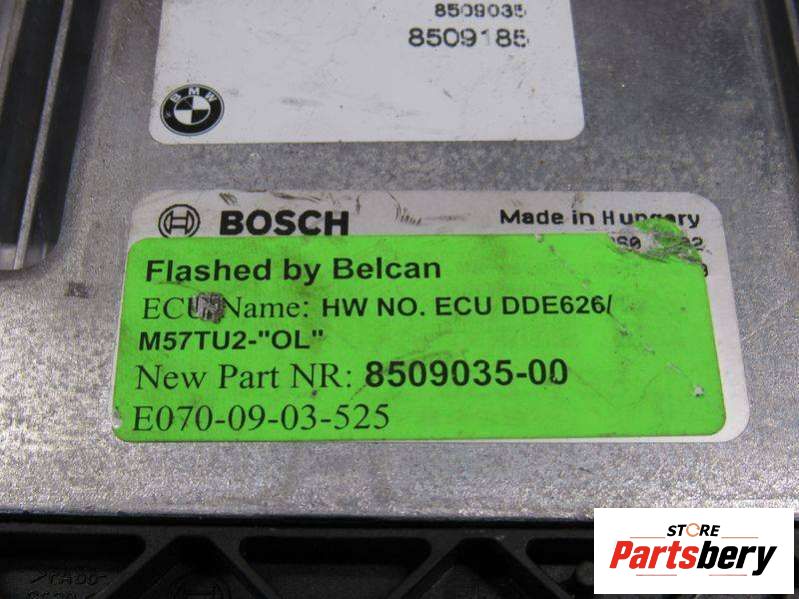 8509035
8509185
BMW
BOSCH
Made in Hungary
Flashed by Belcan
ECU Name: HW NO. ECU DDE626/
M57TU2-"OL"
New Part NR: 8509035-00
E070-09-03-525
STORE
Partsbery